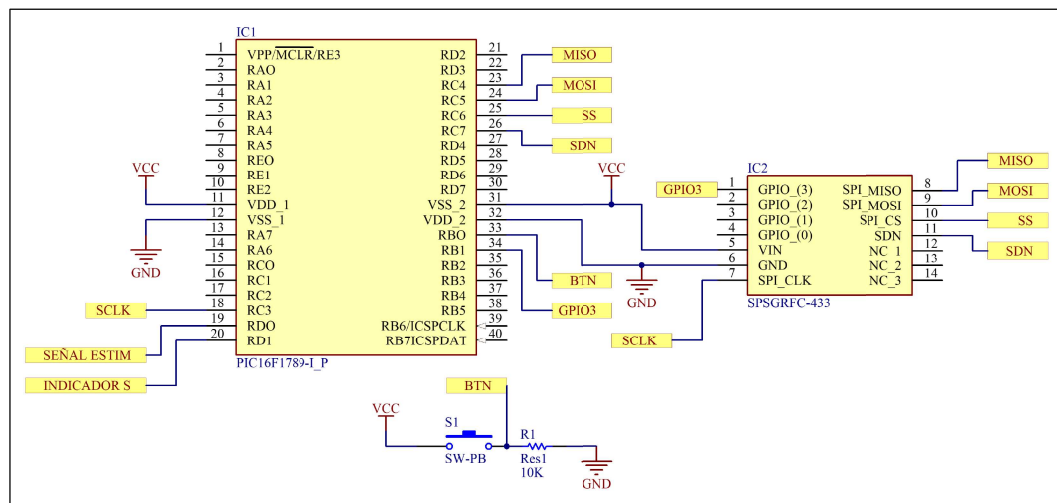 IC1
1 VPP/MCLR/RE3 RD2 21 MISO
2 RAO RD3 22
3 RA1 RC4 23
4 RA2 RC5 24 MOSI
5 RA3 RC6 25 SS
6 RA4 RC7 26
7 RA5 RD4 27 SDN
8 REO RD5 28
9 RE1 RD6 29
10 RE2 RD7 30
11 VDD_1 VSS_2 31
12 VSS_1 VDD_2 32
13 RA7 RBO 33
14 RA6 RB1 34
15 RCO RB2 35
16 RC1 RB3 36 BTN
17 RC2 RB4 37
18 RC3 RB5 38 GPIO3
19 RDO RB6/ICSPCLK 39
20 RD1 RB7ICSPDAT 40
PIC16F1789-I_P
VCC
GND
SCLK
SEÑAL ESTIM
INDICADOR S
VCC
GND
IC2
GPIO3 1 GPIO_(3) SPI_MISO 8 MISO
2 GPIO_(2) SPI_MOSI 9 MOSI
3 GPIO_(1) SPI_CS 10 SS
4 GPIO_(0) SDN 11 SDN
5 VIN NC_1 12
6 GND NC_2 13
7 SPI_CLK NC_3 14
SPSGRFC-433
SCLK
BTN
VCC
S1
SW-PB
R1
Res1
10K
GND